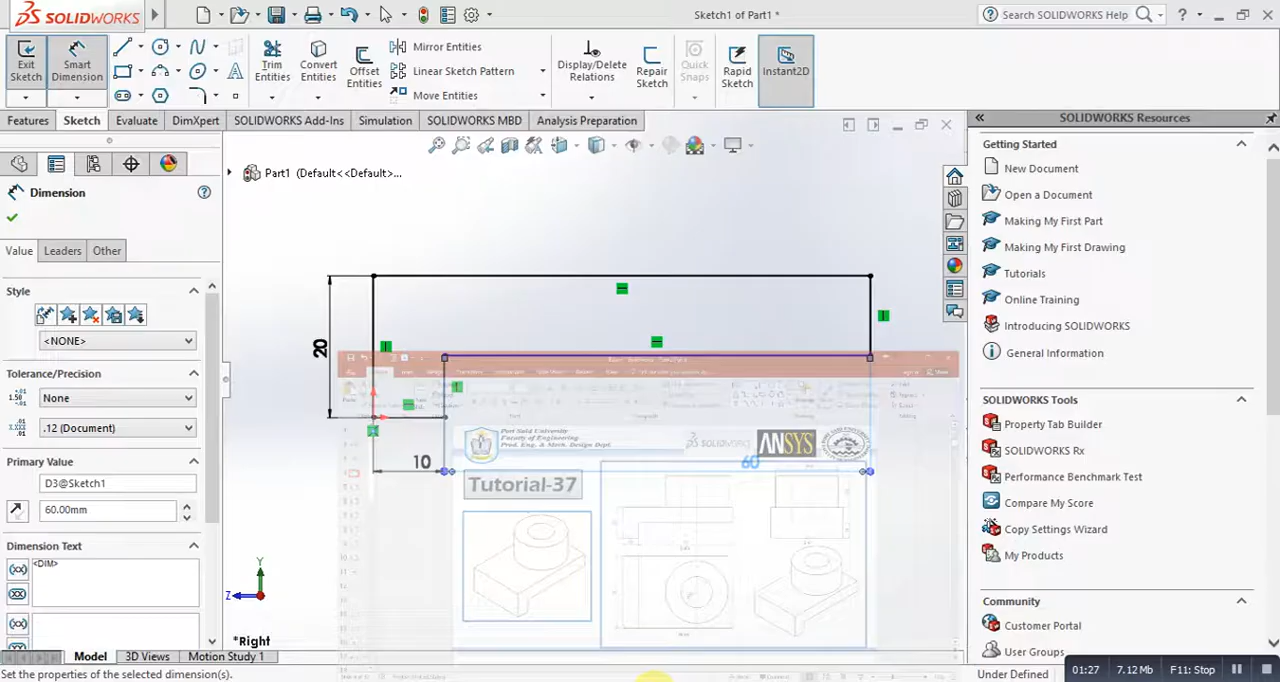 SOLIDWORKS
Sketch1 of Part1 *
Search SOLIDWORKS Help
?
Exit Sketch
Smart Dimension
Trim Entities
Convert Entities
Offset Entities
Mirror Entities
Linear Sketch Pattern
Move Entities
Display/Delete Relations
Repair Sketch
Quick Snaps
Rapid Sketch
Instant2D
Features
Sketch
Evaluate
DimXpert
SOLIDWORKS Add-Ins
Simulation
SOLIDWORKS MBD
Analysis Preparation
SOLIDWORKS Resources
Part1 (Default<<Default>...
Dimension
Value
Leaders
Other
Style
<NONE>
Tolerance/Precision
None
.12 (Document)
Primary Value
D3@Sketch1
60.00mm
Dimension Text
<DIM>
20
10
60
Port Said University
Faculty of Engineering
Prod. Eng. & Mech. Design Dept.
SOLIDWORKS
ANSYS
Tutorial-37
Y
Z
*Right
Getting Started
New Document
Open a Document
Making My First Part
Making My First Drawing
Tutorials
Online Training
Introducing SOLIDWORKS
General Information
SOLIDWORKS Tools
Property Tab Builder
SOLIDWORKS Rx
Performance Benchmark Test
Compare My Score
Copy Settings Wizard
My Products
Community
Customer Portal
User Groups
Model
3D Views
Motion Study 1
Set the properties of the selected dimension(s).
Under Defined
01:27
7.12 Mb
F11: Stop